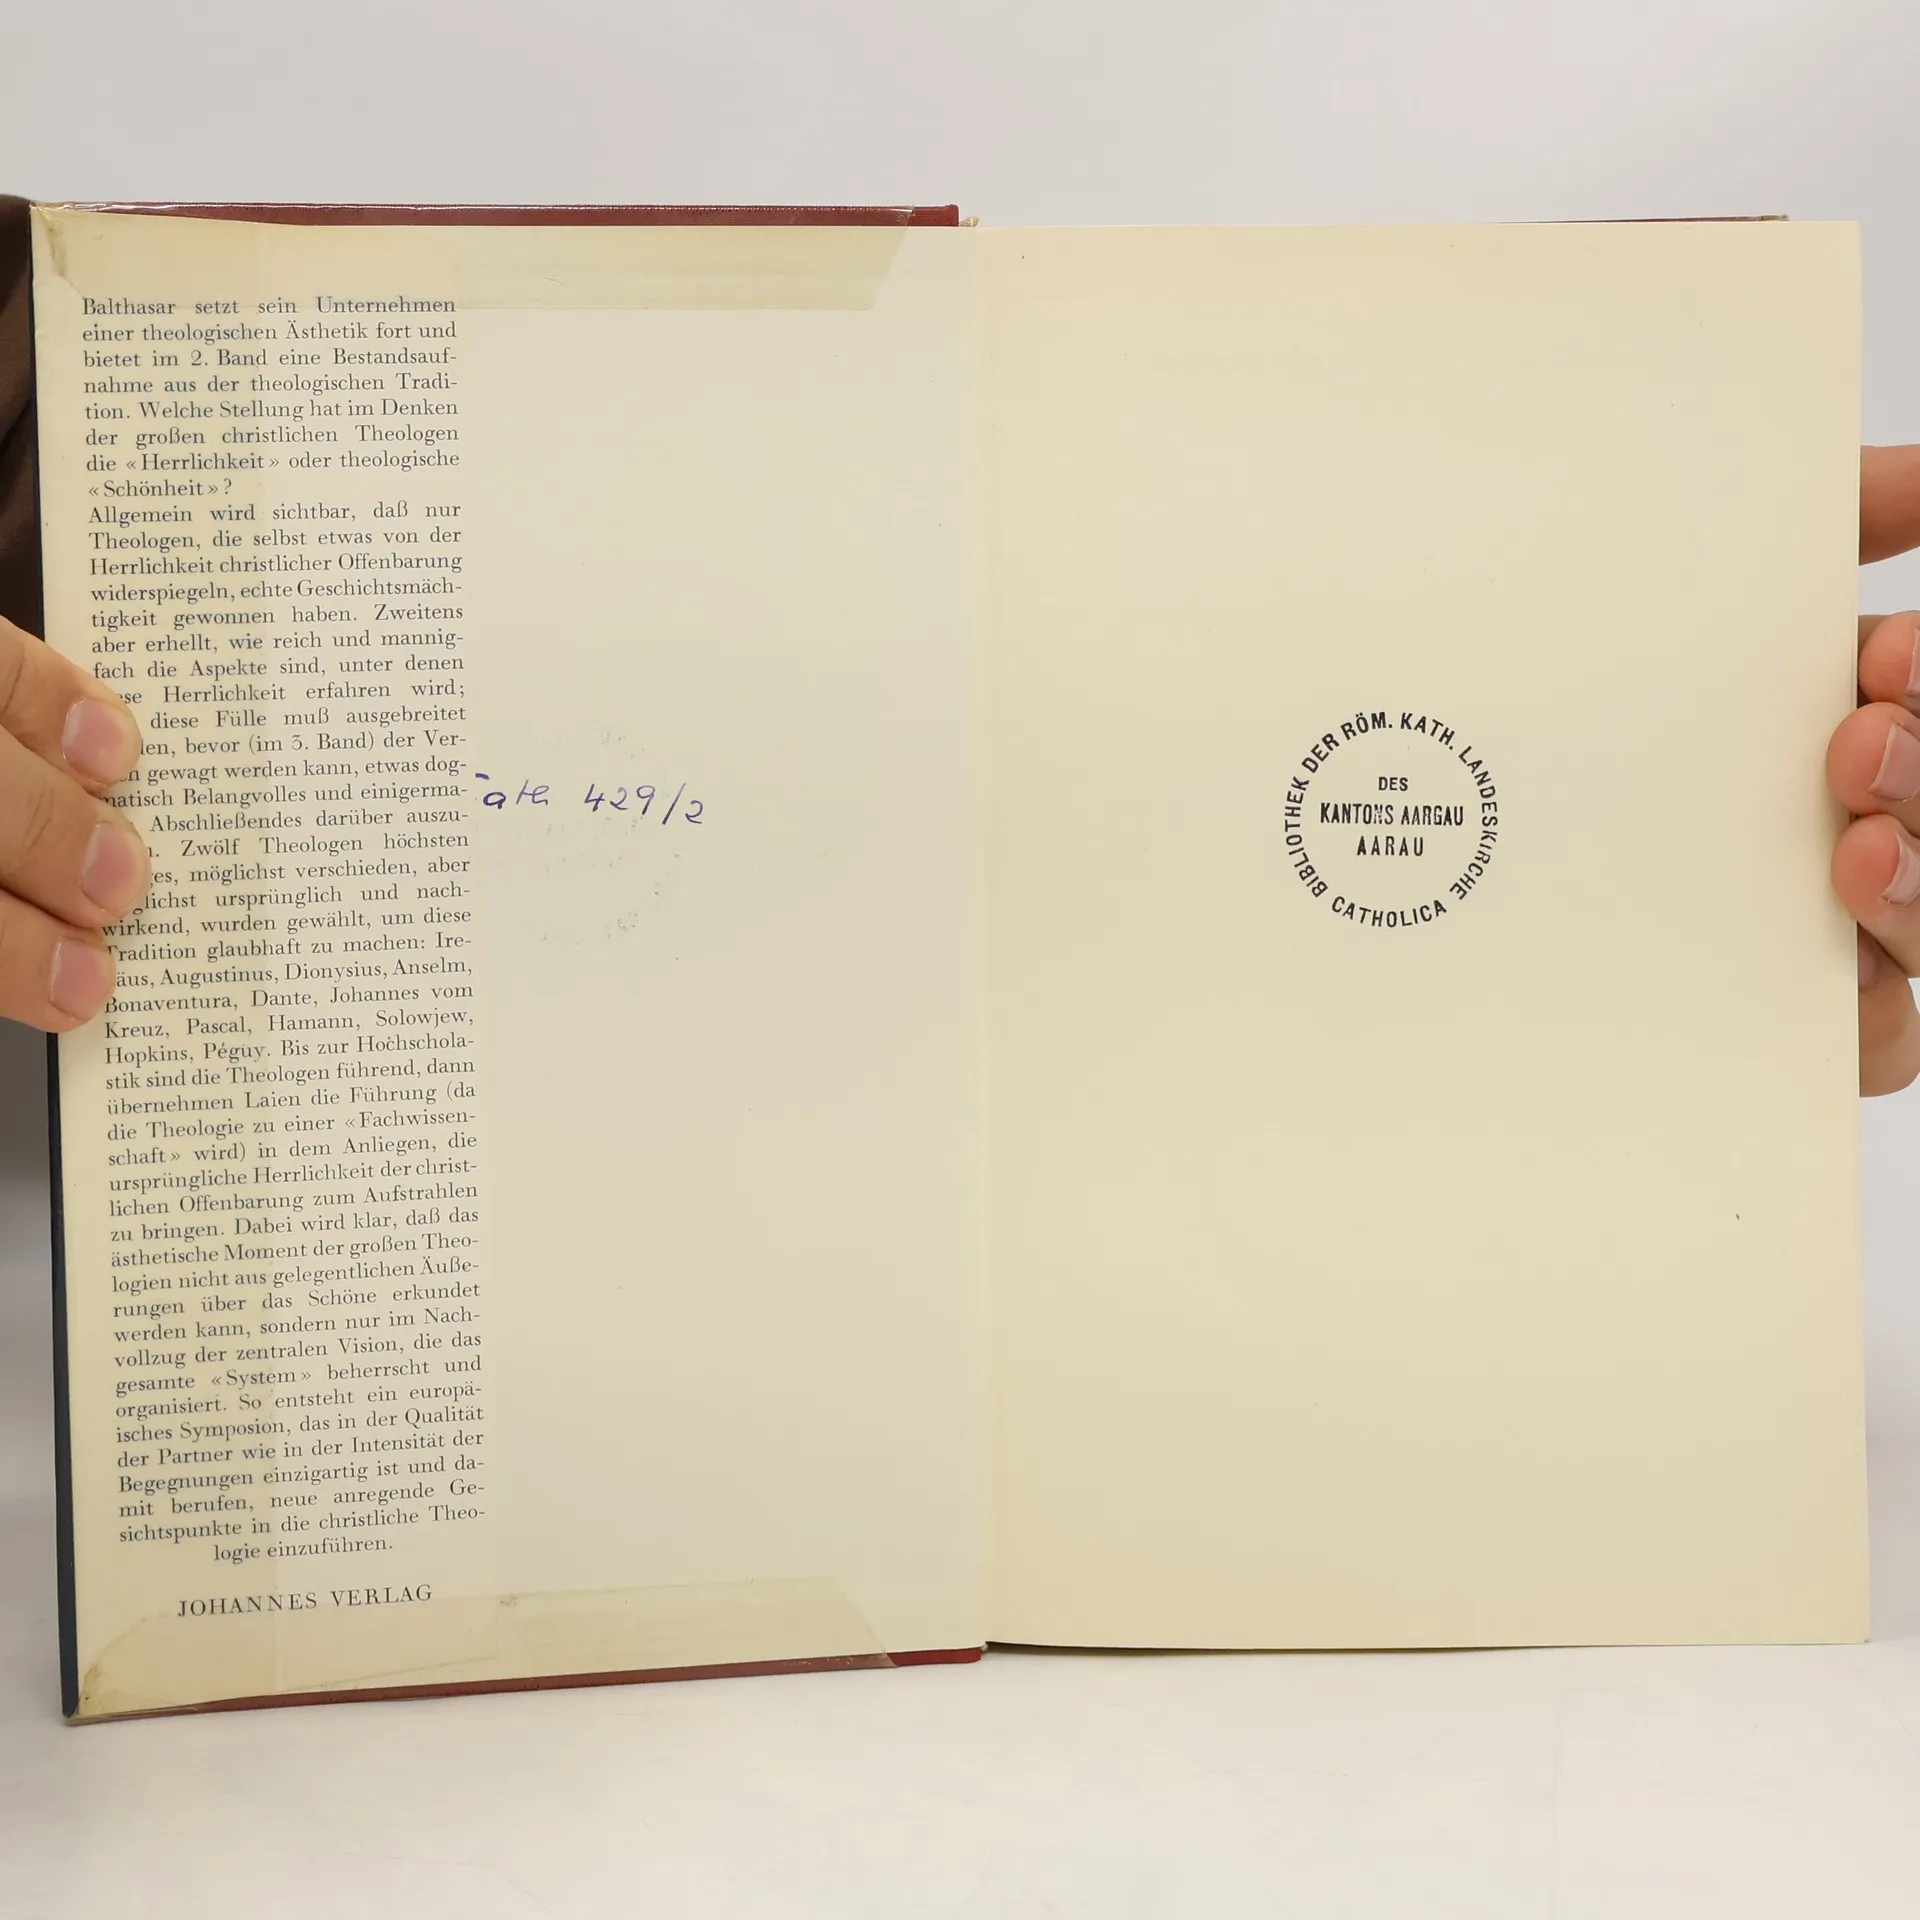 Balthasar setzt sein Unternehmen
einer theologischen Ästhetik fort und
bietet im 2. Band eine Bestandsauf-
nahme aus der theologischen Tradi-
tion. Welche Stellung hat im Denken
der großen christlichen Theologen
die «Herrlichkeit» oder theologische
«Schönheit»?
Allgemein wird sichtbar, daß nur
Theologen, die selbst etwas von der
Herrlichkeit christlicher Offenbarung
widerspiegeln, echte Geschichtsmäch-
tigkeit gewonnen haben. Zweitens
aber erhellt, wie reich und mannig-
fach die Aspekte sind, unter denen
Herrlichkeit erfahren wird;
diese Fülle muß ausgebreitet
bevor (im 3. Band) der Ver-
gewagt werden kann, etwas dog-
matisch Belangvolles und einigerma-
Abschließendes darüber auszu-
Zwölf Theologen höchsten
möglichst verschieden, aber
ursprünglich und nach-
wirkend, wurden gewählt, um diese
Tradition glaubhaft zu machen: Ire-
äus, Augustinus, Dionysius, Anselm,
Bonaventura, Dante, Johannes vom
Kreuz, Pascal, Hamann, Solowjew,
Hopkins, Péguy. Bis zur Hochschola-
stik sind die Theologen führend, dann
übernehmen Laien die Führung (da
die Theologie zu einer «Fachwissen-
schaft» wird) in dem Anliegen, die
ursprüngliche Herrlichkeit der christ-
lichen Offenbarung zum Aufstrahlen
zu bringen. Dabei wird klar, daß das
ästhetische Moment der großen Theo-
logien nicht aus gelegentlichen Äuße-
rungen über das Schöne erkundet
werden kann, sondern nur im Nach-
vollzug der zentralen Vision, die das
gesamte «System» beherrscht und
organisiert. So entsteht ein europä-
isches Symposion, das in der Qualität
der Partner wie in der Intensität der
Begegnungen einzigartig ist und da-
mit berufen, neue anregende Ge-
sichtspunkte in die christliche Theo-
logie einzuführen.
JOHANNES VERLAG
429/2
BIBLIOTHEK DER RÖM. KATH. LANDESKIRCHE
DES
KANTONS AARGAU
AARAU
CATHOLICA